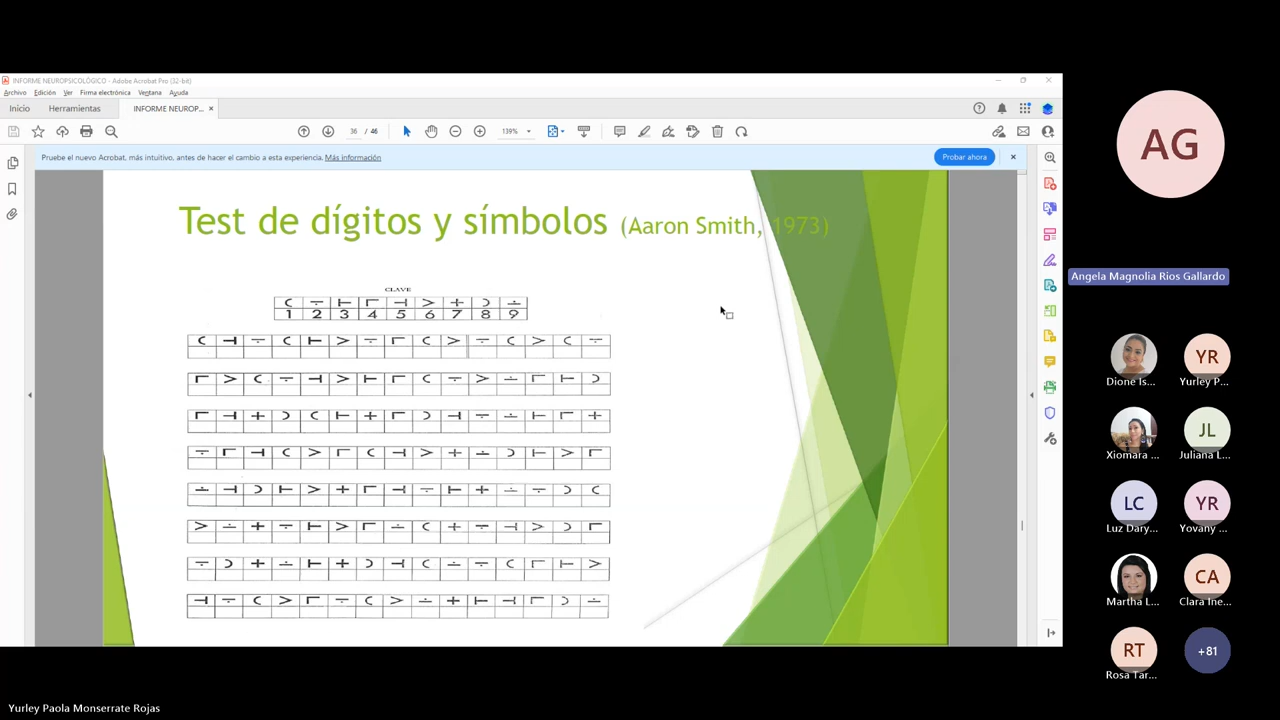 INFORME NEUROPSICOLÓGICO - Adobe Acrobat Pro (32-bit)
Archivo Edición Ver Firma electrónica Ventana Ayuda
Inicio Herramientas INFORME NEUROP... ×
36 / 46 139%
Pruebe el nuevo Acrobat, más intuitivo, antes de hacer el cambio a esta experiencia. Más información
Probar ahora
Test de dígitos y símbolos (Aaron Smith, 1973)
CLAVE
1 2 3 4 5 6 7 8 9
AG
Angela Magnolia Rios Gallardo
Dione Is...
YR
Yurley P...
Xiomara ...
JL
Juliana L...
LC
Luz Dary...
YR
Yovany ...
Martha L...
CA
Clara Ine...
RT
Rosa Tar...
+81
Yurley Paola Monserrate Rojas